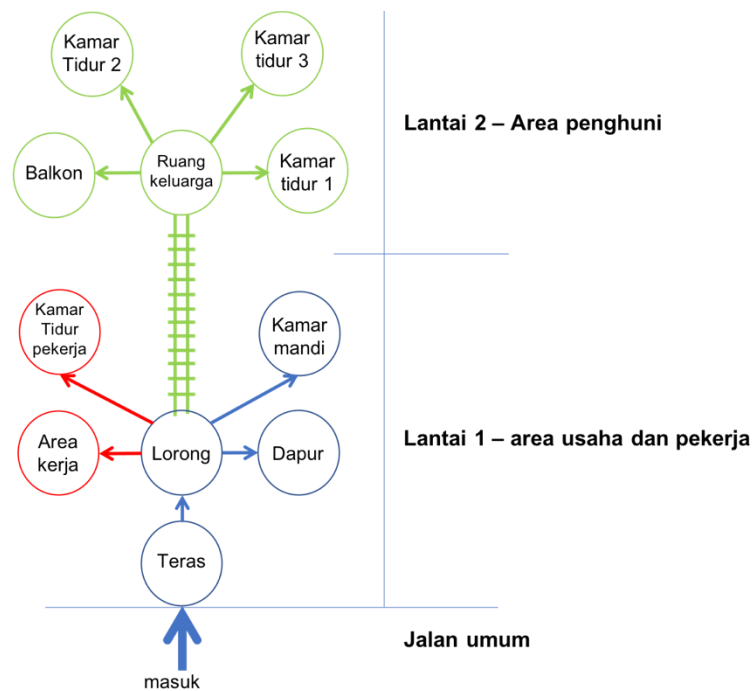 Kamar
Tidur 2
Kamar
tidur 3
Lantai 2 – Area penghuni
Balkon
Ruang
keluarga
Kamar
tidur 1
Kamar
Tidur
pekerja
Kamar
mandi
Area
kerja
Lorong
Dapur
Lantai 1 – area usaha dan pekerja
Teras
Jalan umum
masuk